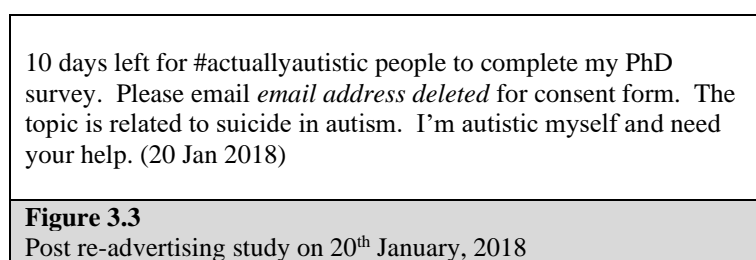 10 days left for #actuallyautistic people to complete my PhD
survey.  Please email email address deleted for consent form.  The
topic is related to suicide in autism.  I'm autistic myself and need
your help. (20 Jan 2018)
Figure 3.3
Post re-advertising study on 20th January, 2018